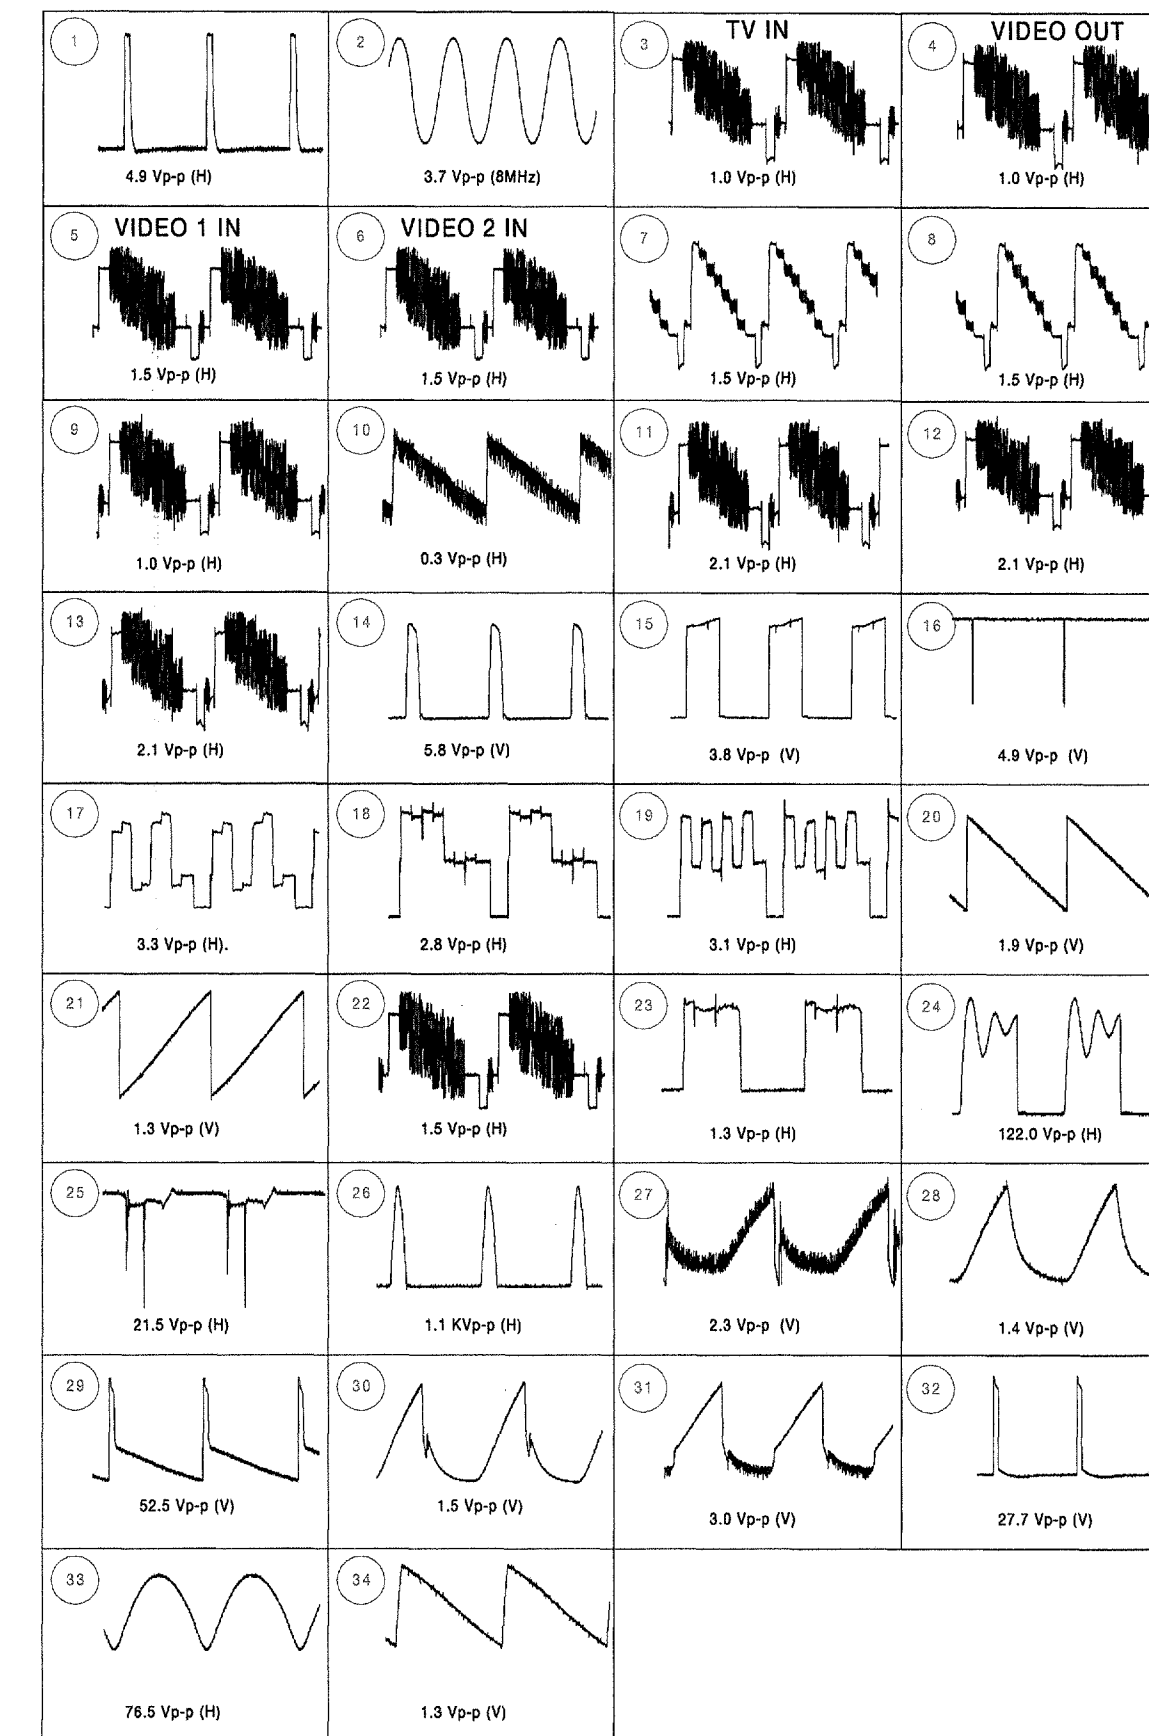 1
4.9 Vp-p (H)
2
3.7 Vp-p (8MHz)
3
TV IN
1.0 Vp-p (H)
4
VIDEO OUT
1.0 Vp-p (H)
5
VIDEO 1 IN
1.5 Vp-p (H)
6
VIDEO 2 IN
1.5 Vp-p (H)
7
1.5 Vp-p (H)
8
1.5 Vp-p (H)
9
1.0 Vp-p (H)
10
0.3 Vp-p (H)
11
2.1 Vp-p (H)
12
2.1 Vp-p (H)
13
2.1 Vp-p (H)
14
5.8 Vp-p (V)
15
3.8 Vp-p (V)
16
4.9 Vp-p (V)
17
3.3 Vp-p (H).
18
2.8 Vp-p (H)
19
3.1 Vp-p (H)
20
1.9 Vp-p (V)
21
1.3 Vp-p (V)
22
1.5 Vp-p (H)
23
1.3 Vp-p (H)
24
122.0 Vp-p (H)
25
21.5 Vp-p (H)
26
1.1 KVp-p (H)
27
2.3 Vp-p (V)
28
1.4 Vp-p (V)
29
52.5 Vp-p (V)
30
1.5 Vp-p (V)
31
3.0 Vp-p (V)
32
27.7 Vp-p (V)
33
76.5 Vp-p (H)
34
1.3 Vp-p (V)